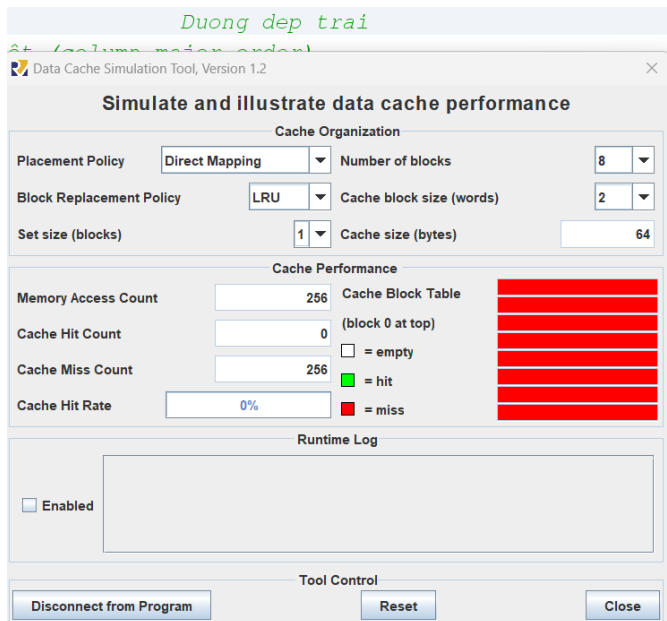 Duong dep trai
ột (column major order)
Data Cache Simulation Tool, Version 1.2
Simulate and illustrate data cache performance
Cache Organization
Placement Policy Direct Mapping Number of blocks 8
Block Replacement Policy LRU Cache block size (words) 2
Set size (blocks) 1 Cache size (bytes) 64
Cache Performance
Memory Access Count 256 Cache Block Table
Cache Hit Count 0 (block 0 at top)
= empty
Cache Miss Count 256 = hit
Cache Hit Rate 0% = miss
Runtime Log
Enabled
Tool Control
Disconnect from Program Reset Close